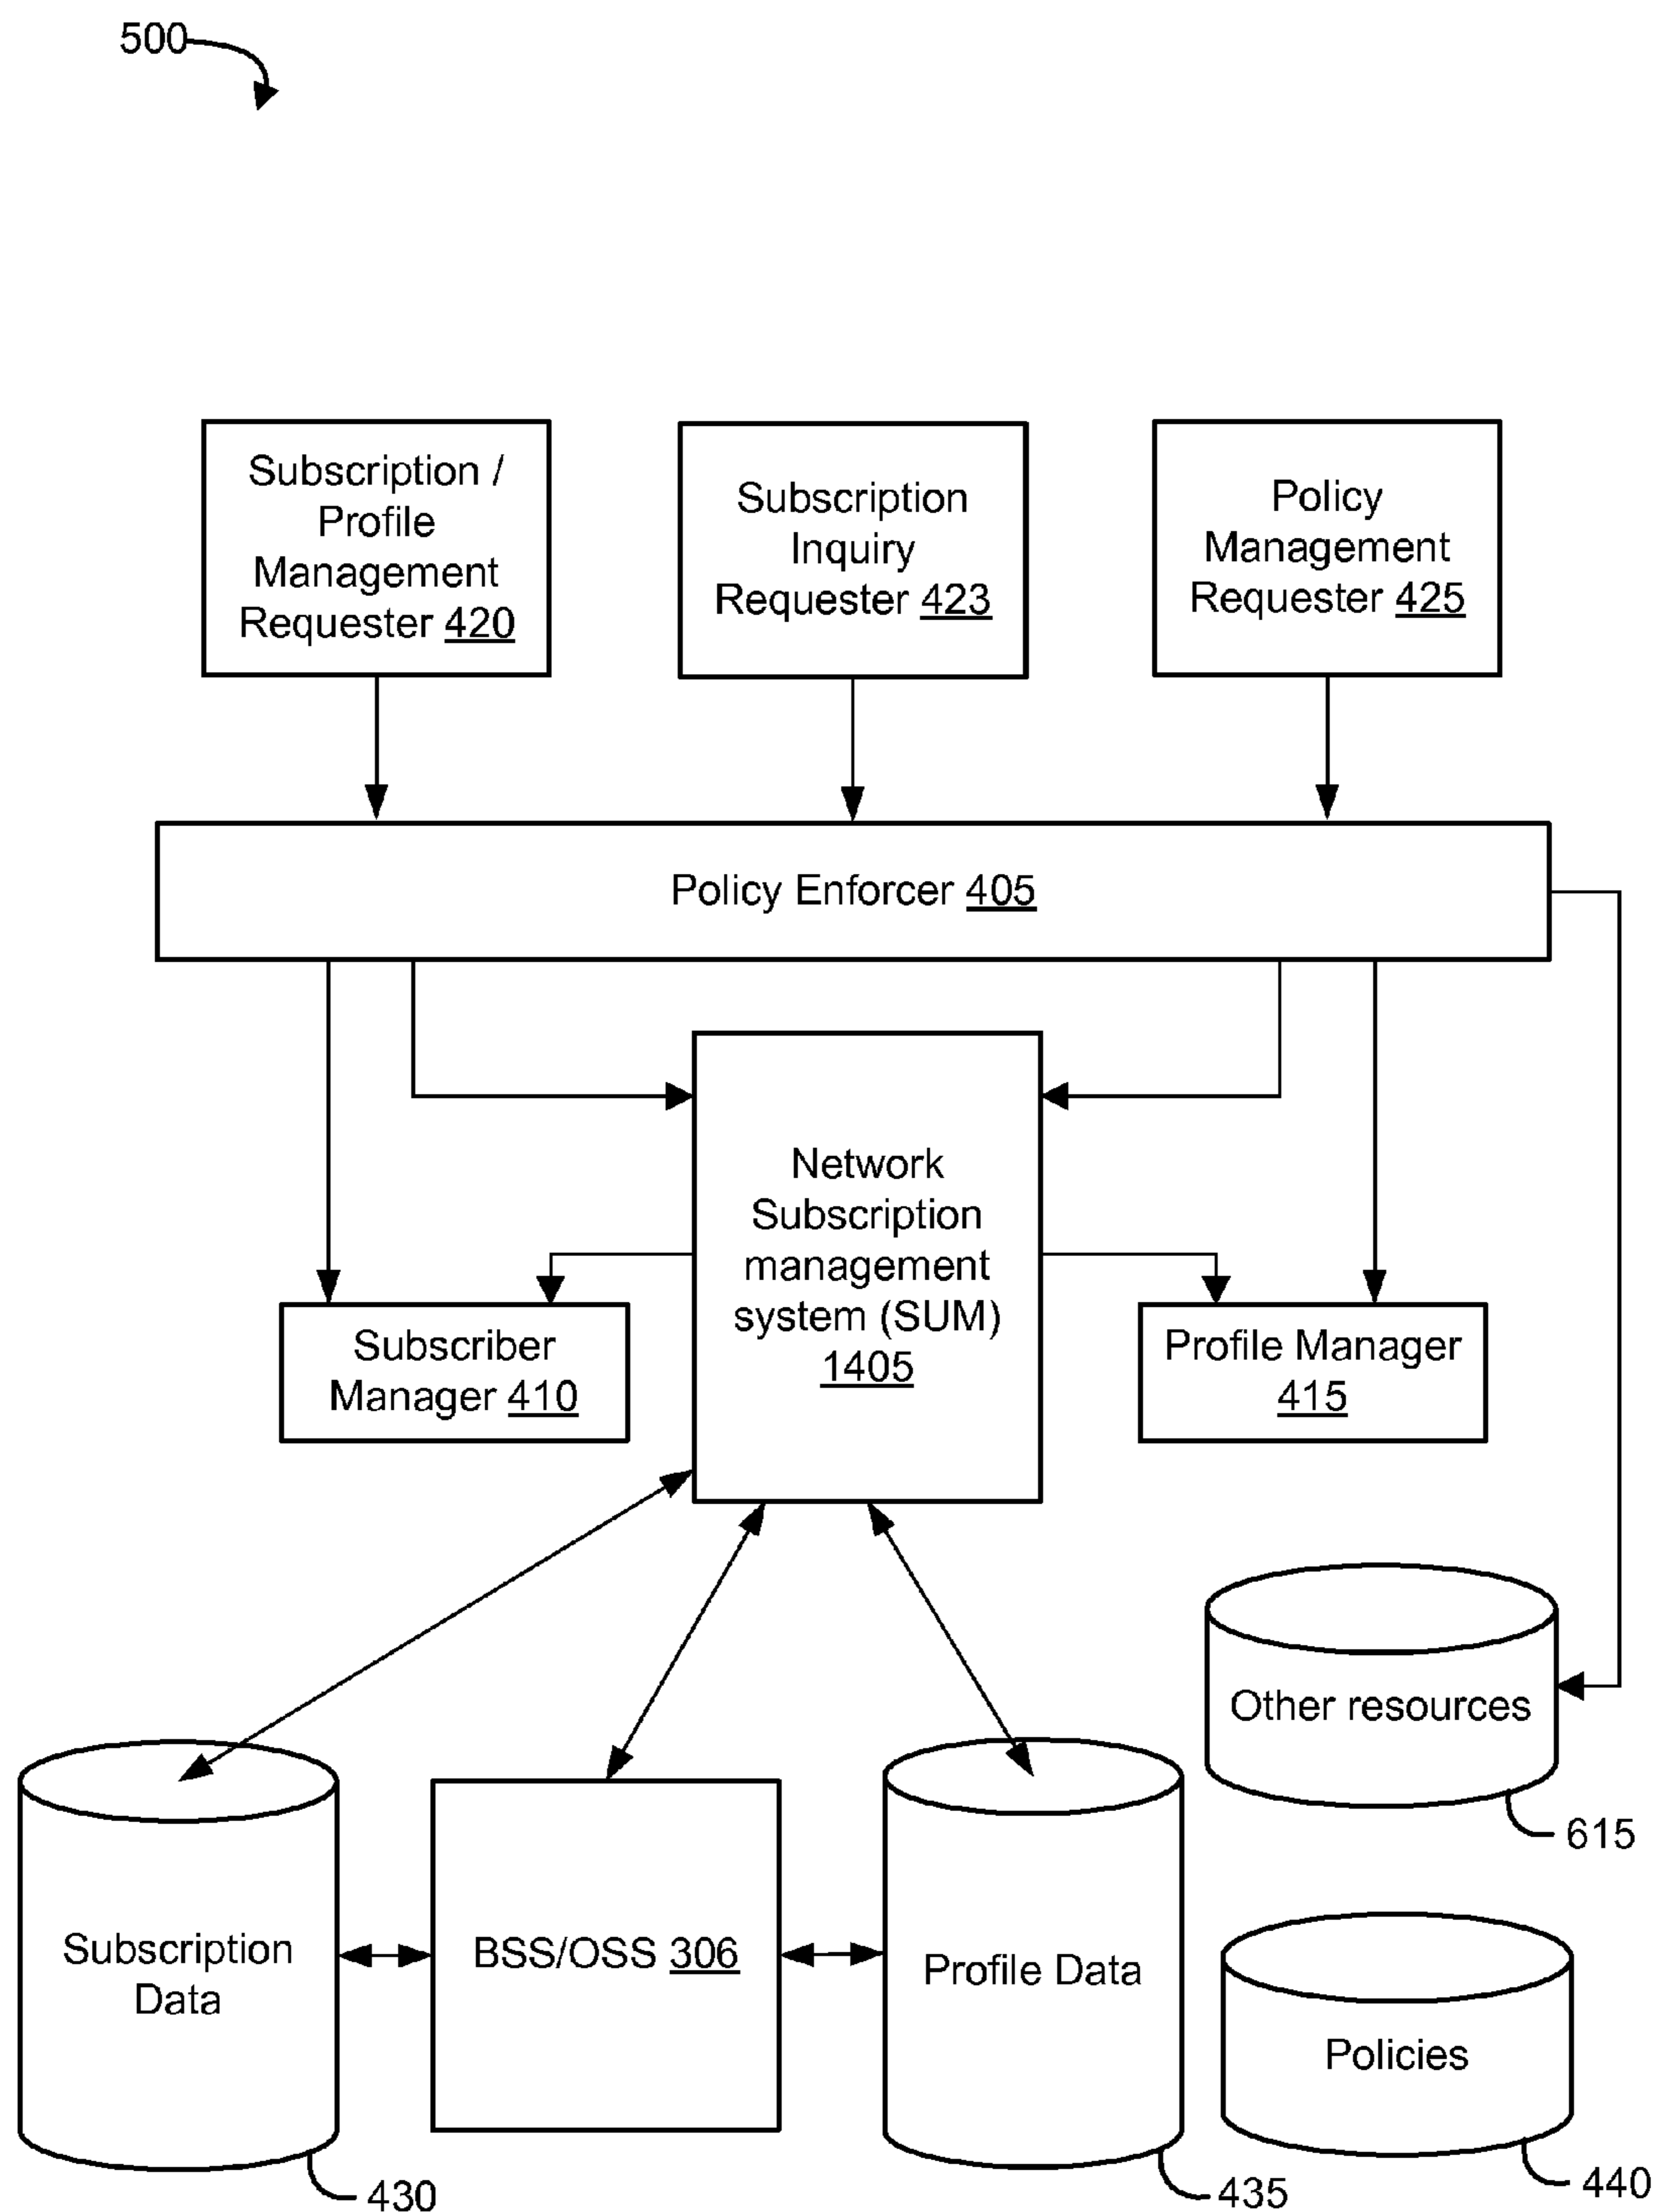 500
Subscription /
Profile
Management
Requester 420
Subscription
Inquiry
Requester 423
Policy
Management
Requester 425
Policy Enforcer 405
Network
Subscription
management
system (SUM)
1405
Subscriber
Manager 410
Profile Manager
415
Other resources
615
Subscription
Data
430
BSS/OSS 306
Profile Data
435
Policies
440